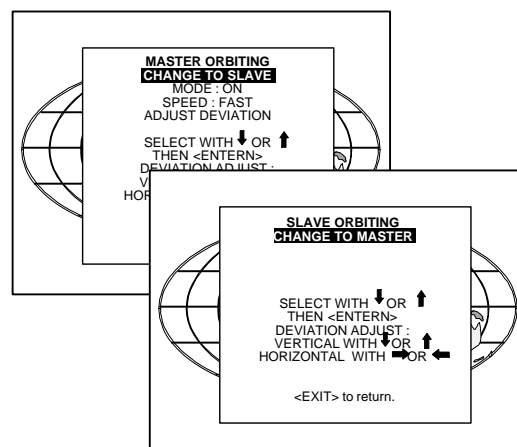 MASTER ORBITING
CHANGE TO SLAVE
MODE : ON
SPEED : FAST
ADJUST DEVIATION
SELECT WITH ⬇ OR ⬆
THEN <ENTERN>
DEVIATION ADJUST :
SLAVE ORBITING
CHANGE TO MASTER
SELECT WITH ⬇ OR ⬆
THEN <ENTERN>
DEVIATION ADJUST :
VERTICAL WITH ⬇ OR ⬆
HORIZONTAL WITH ➡ OR ⬅
<EXIT> to return.